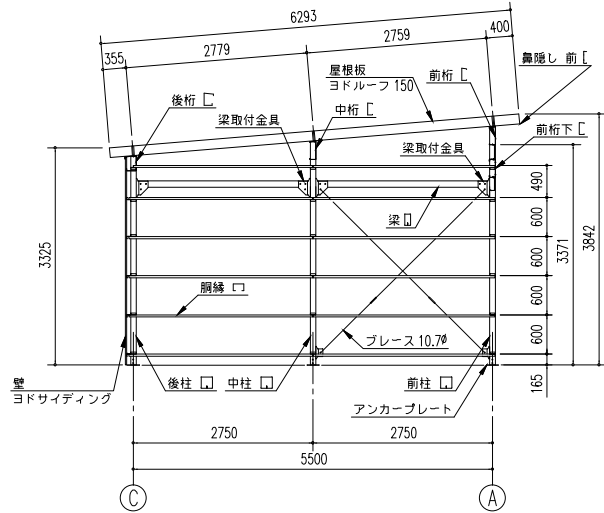 6293
355
2779
2759
400
屋根板
ヨドルーフ 150
前桁
鼻隠し 前
後桁
中桁
梁取付金具
梁取付金具
前桁下
梁
490
600
600
600
600
165
3325
3371
3842
胴縁
ブレース 10.7φ
壁
ヨドサイディング
後柱
中柱
前柱
アンカープレート
2750
2750
5500
C
A